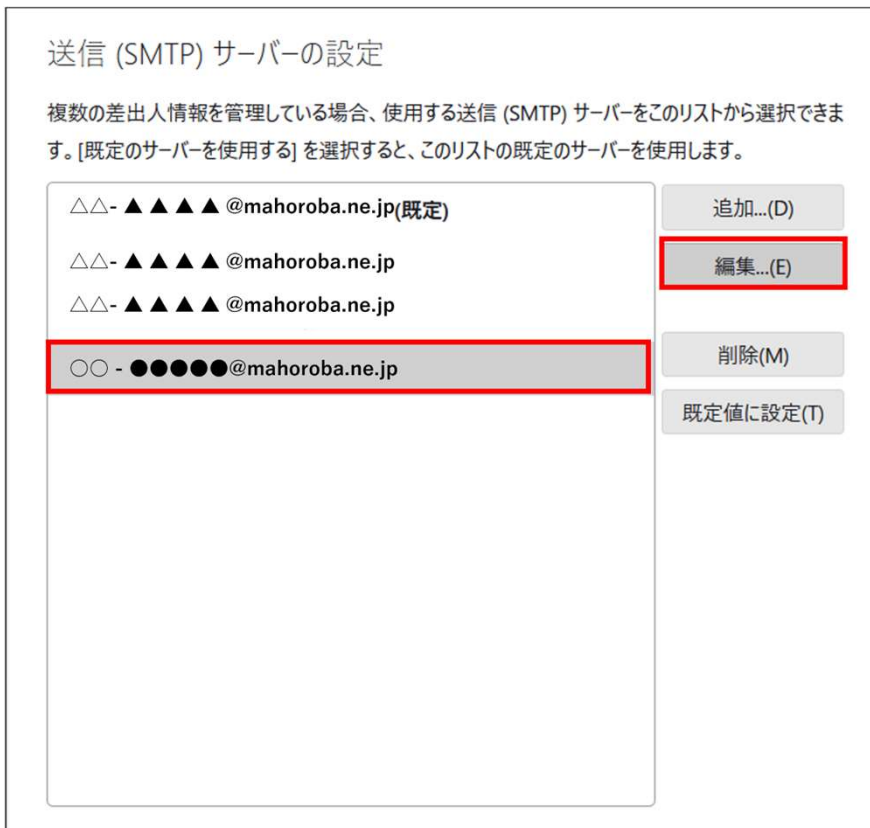 送信 (SMTP) サーバーの設定
複数の差出人情報を管理している場合、使用する送信 (SMTP) サーバーをこのリストから選択できま
す。[既定のサーバーを使用する] を選択すると、このリストの既定のサーバーを使用します。
△△- ▲ ▲ ▲ ▲ @mahoroba.ne.jp(既定)
△△- ▲ ▲ ▲ ▲ @mahoroba.ne.jp
△△- ▲ ▲ ▲ ▲ @mahoroba.ne.jp
○○ - ●●●●●@mahoroba.ne.jp
追加...(D)
編集...(E)
削除(M)
既定値に設定(T)